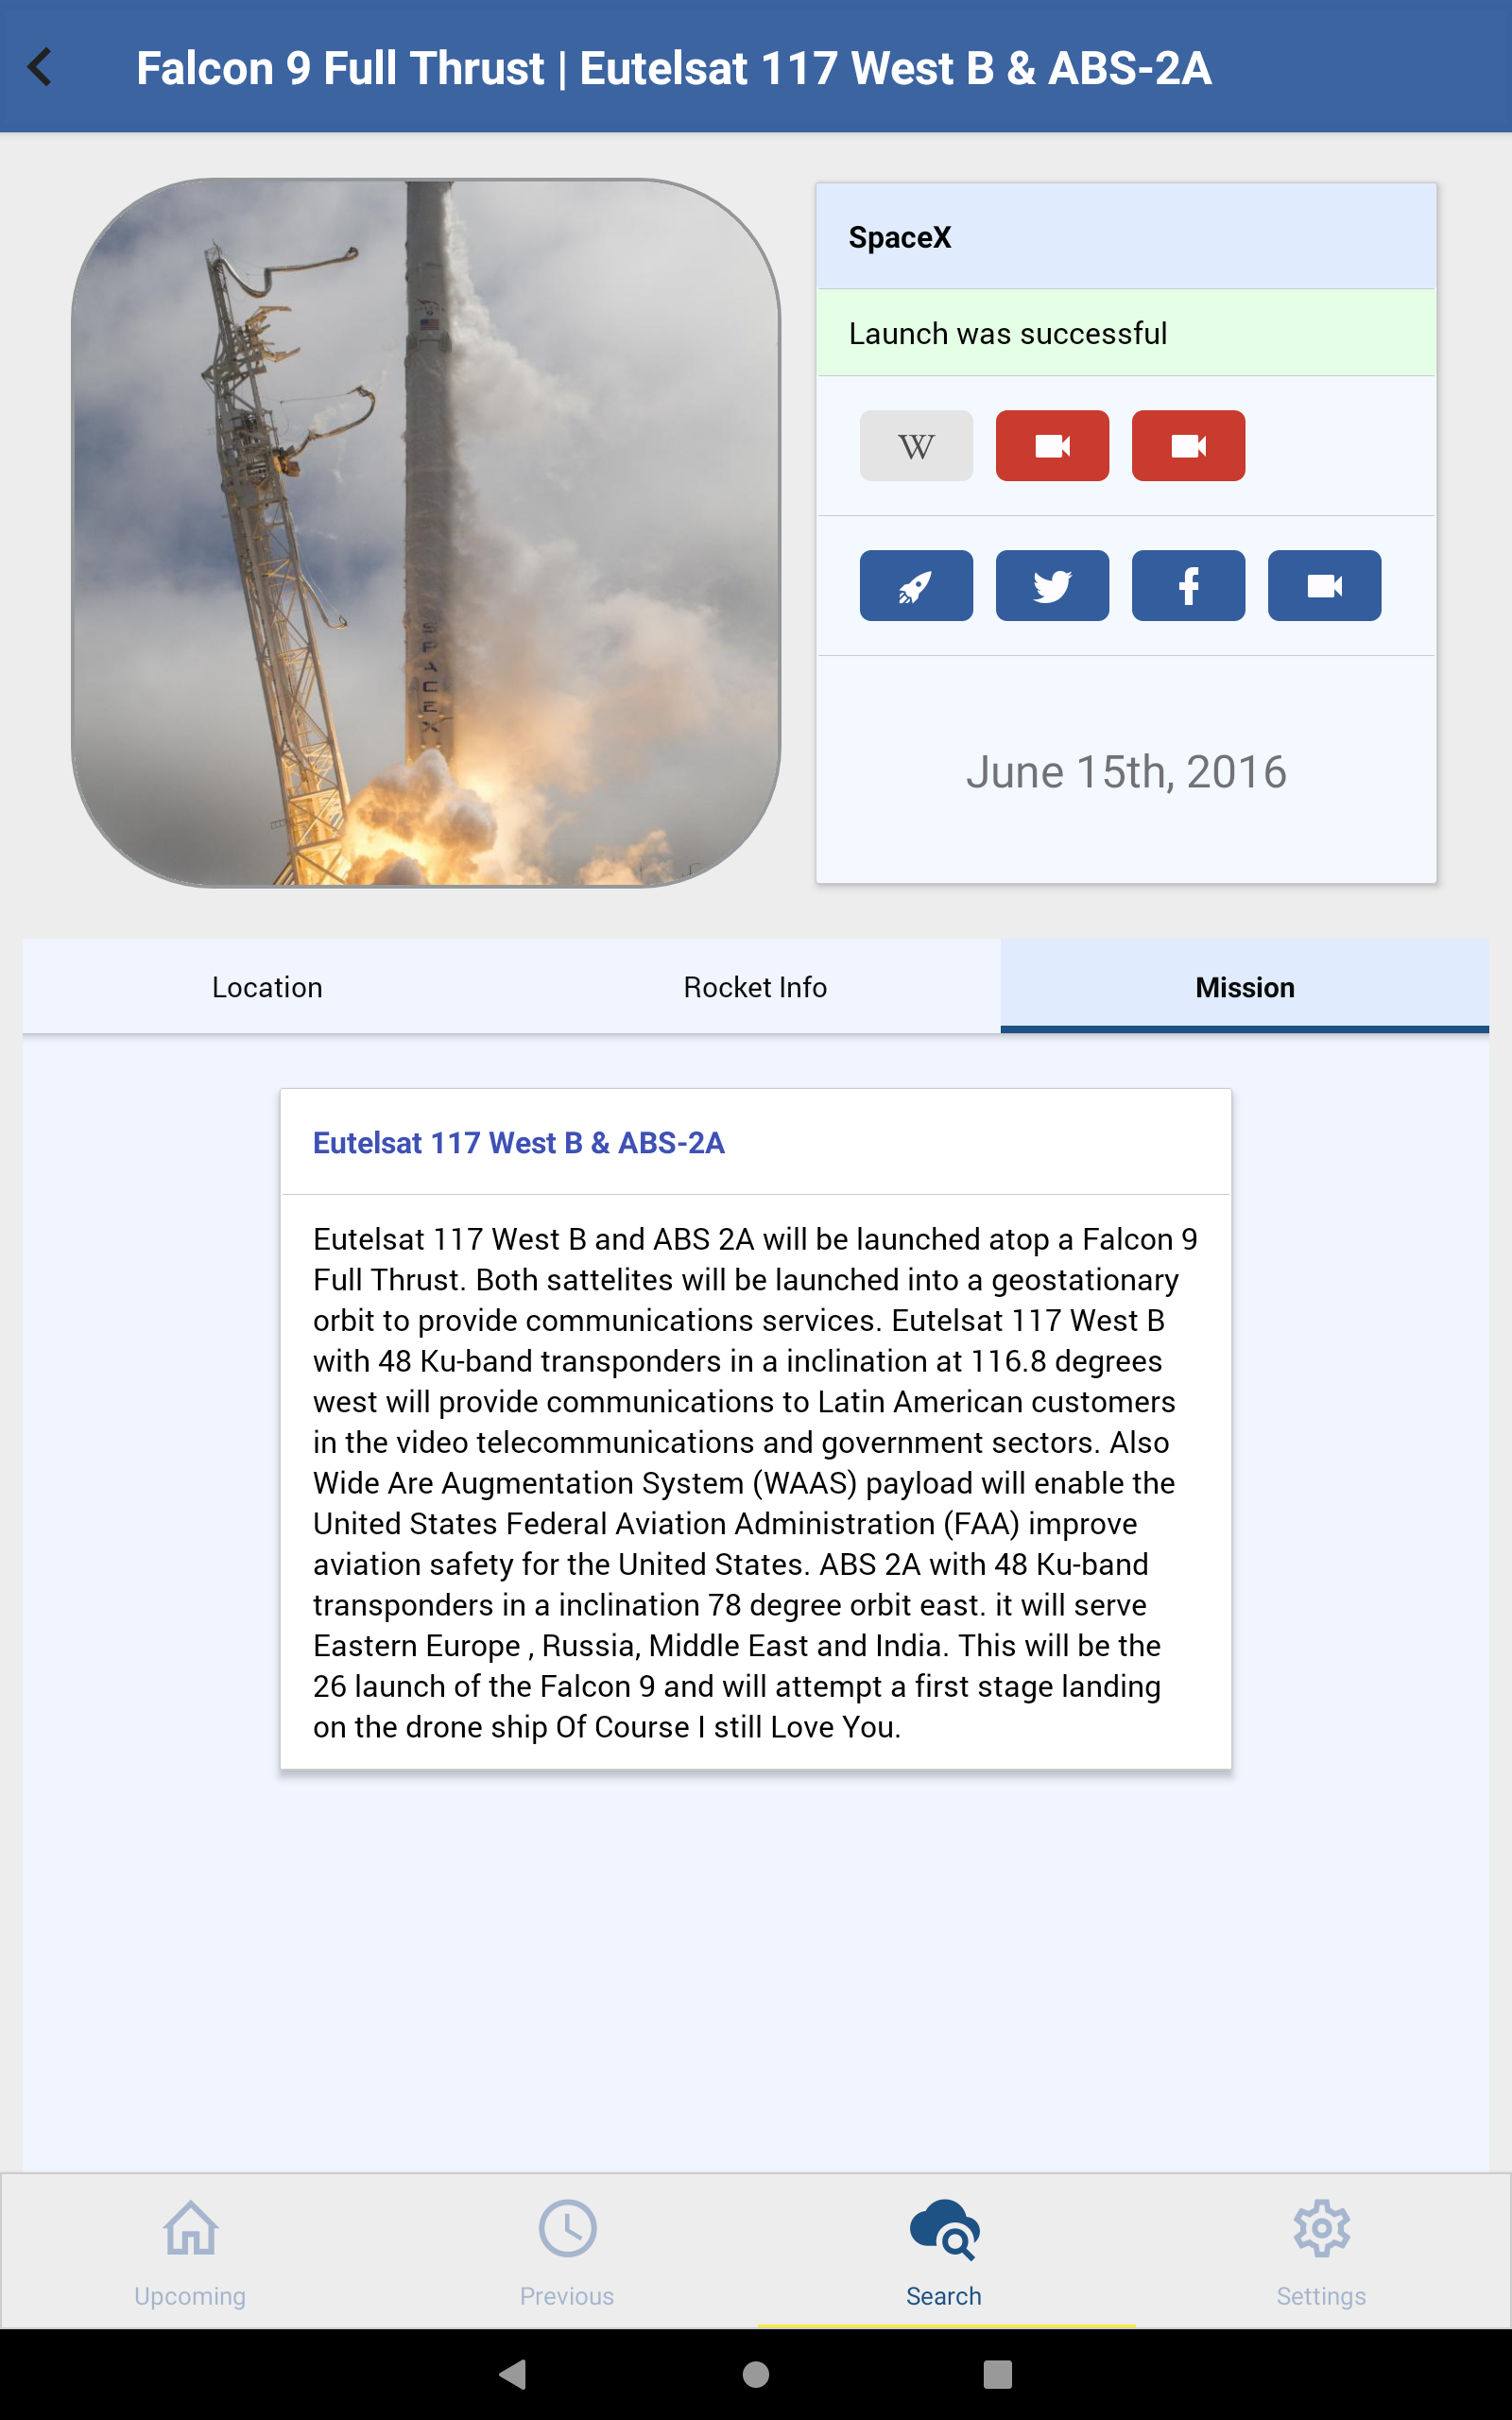 Falcon 9 Full Thrust | Eutelsat 117 West B & ABS-2A
SPACEX
SpaceX
Launch was successful
W
June 15th, 2016
Location
Rocket Info
Mission
Eutelsat 117 West B & ABS-2A
Eutelsat 117 West B and ABS 2A will be launched atop a Falcon 9
Full Thrust. Both sattelites will be launched into a geostationary
orbit to provide communications services. Eutelsat 117 West B
with 48 Ku-band transponders in a inclination at 116.8 degrees
west will provide communications to Latin American customers
in the video telecommunications and government sectors. Also
Wide Are Augmentation System (WAAS) payload will enable the
United States Federal Aviation Administration (FAA) improve
aviation safety for the United States. ABS 2A with 48 Ku-band
transponders in a inclination 78 degree orbit east. it will serve
Eastern Europe , Russia, Middle East and India. This will be the
26 launch of the Falcon 9 and will attempt a first stage landing
on the drone ship Of Course I still Love You.
Upcoming
Previous
Search
Settings